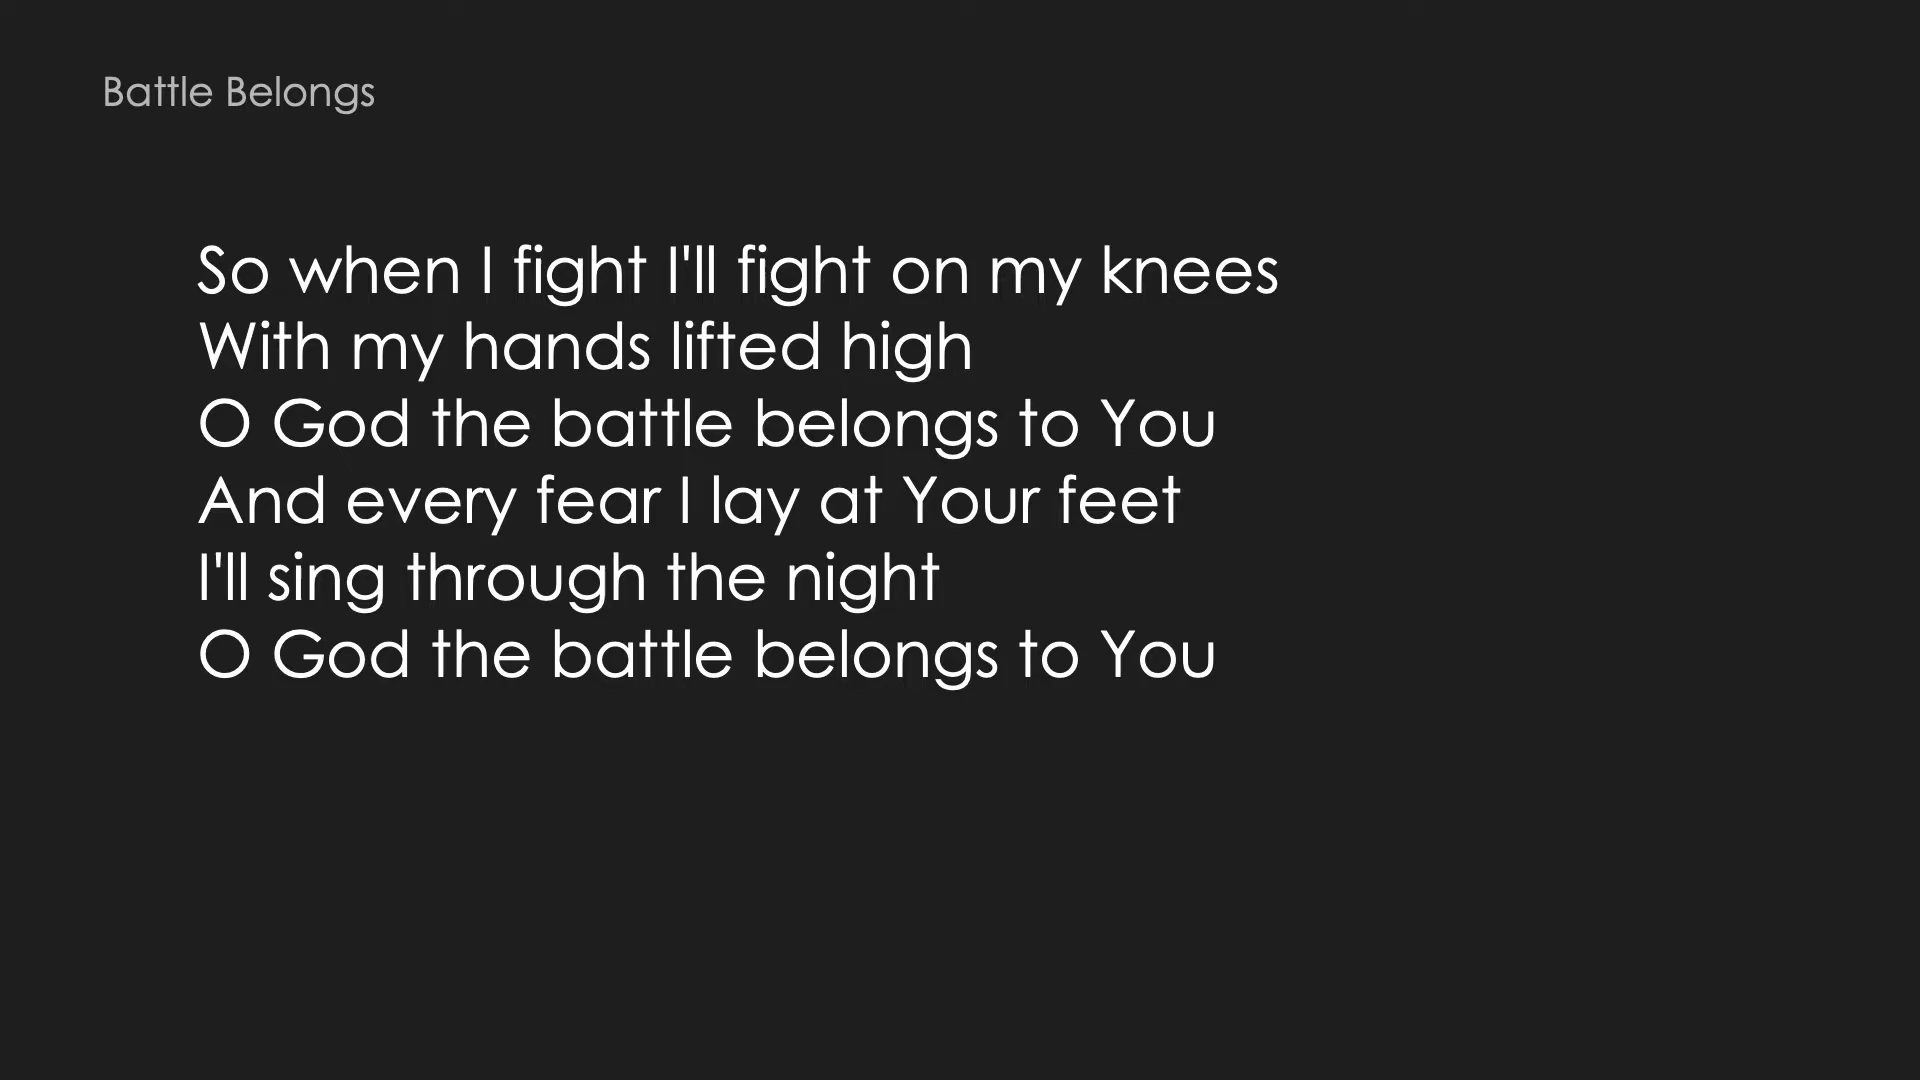 Battle Belongs
So when I fight I'll fight on my knees
With my hands lifted high
O God the battle belongs to You
And every fear I lay at Your feet
I'll sing through the night
O God the battle belongs to You